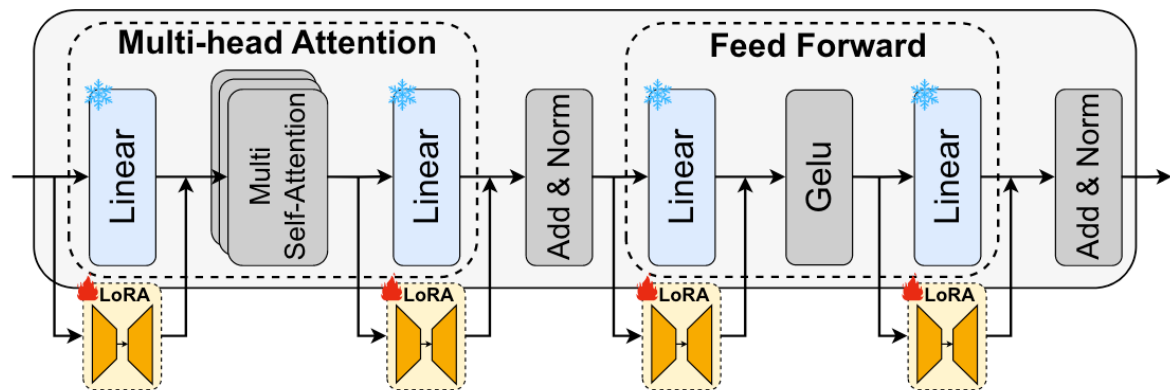 Multi-head Attention
Feed Forward
Linear
Multi
Self-Attention
Linear
Add & Norm
Linear
Gelu
Linear
Add & Norm
LoRA
LoRA
LoRA
LoRA